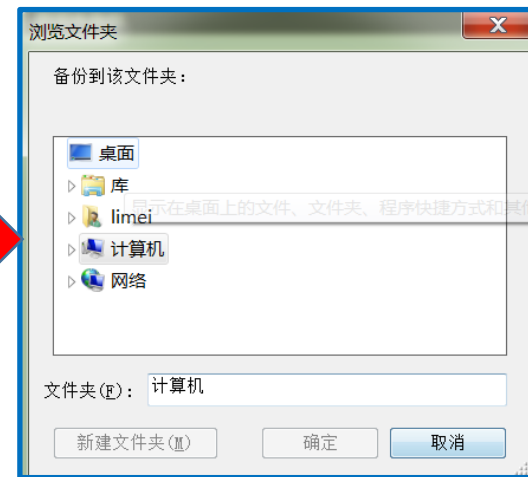 浏览文件夹
X
备份到该文件夹：
桌面
库
显示在桌面上的文件、文件夹、程序快捷方式和其他
limei
计算机
网络
文件夹(F)： 计算机
新建文件夹(M) 确定 取消